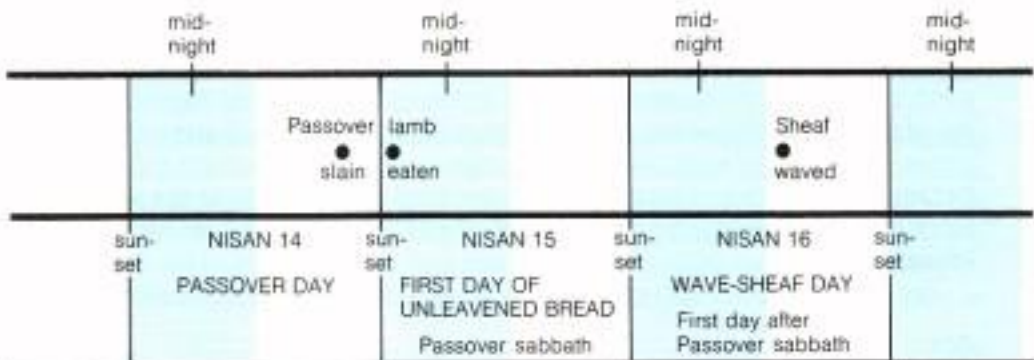 mid-
night
mid-
night
mid-
night
mid-
night
Passover lamb
slain eaten
Sheaf
waved
sun-
set
NISAN 14
PASSOVER DAY
sun-
set
NISAN 15
FIRST DAY OF
UNLEAVENED BREAD
Passover sabbath
sun-
set
NISAN 16
WAVE-SHEAF DAY
First day after
Passover sabbath
sun-
set